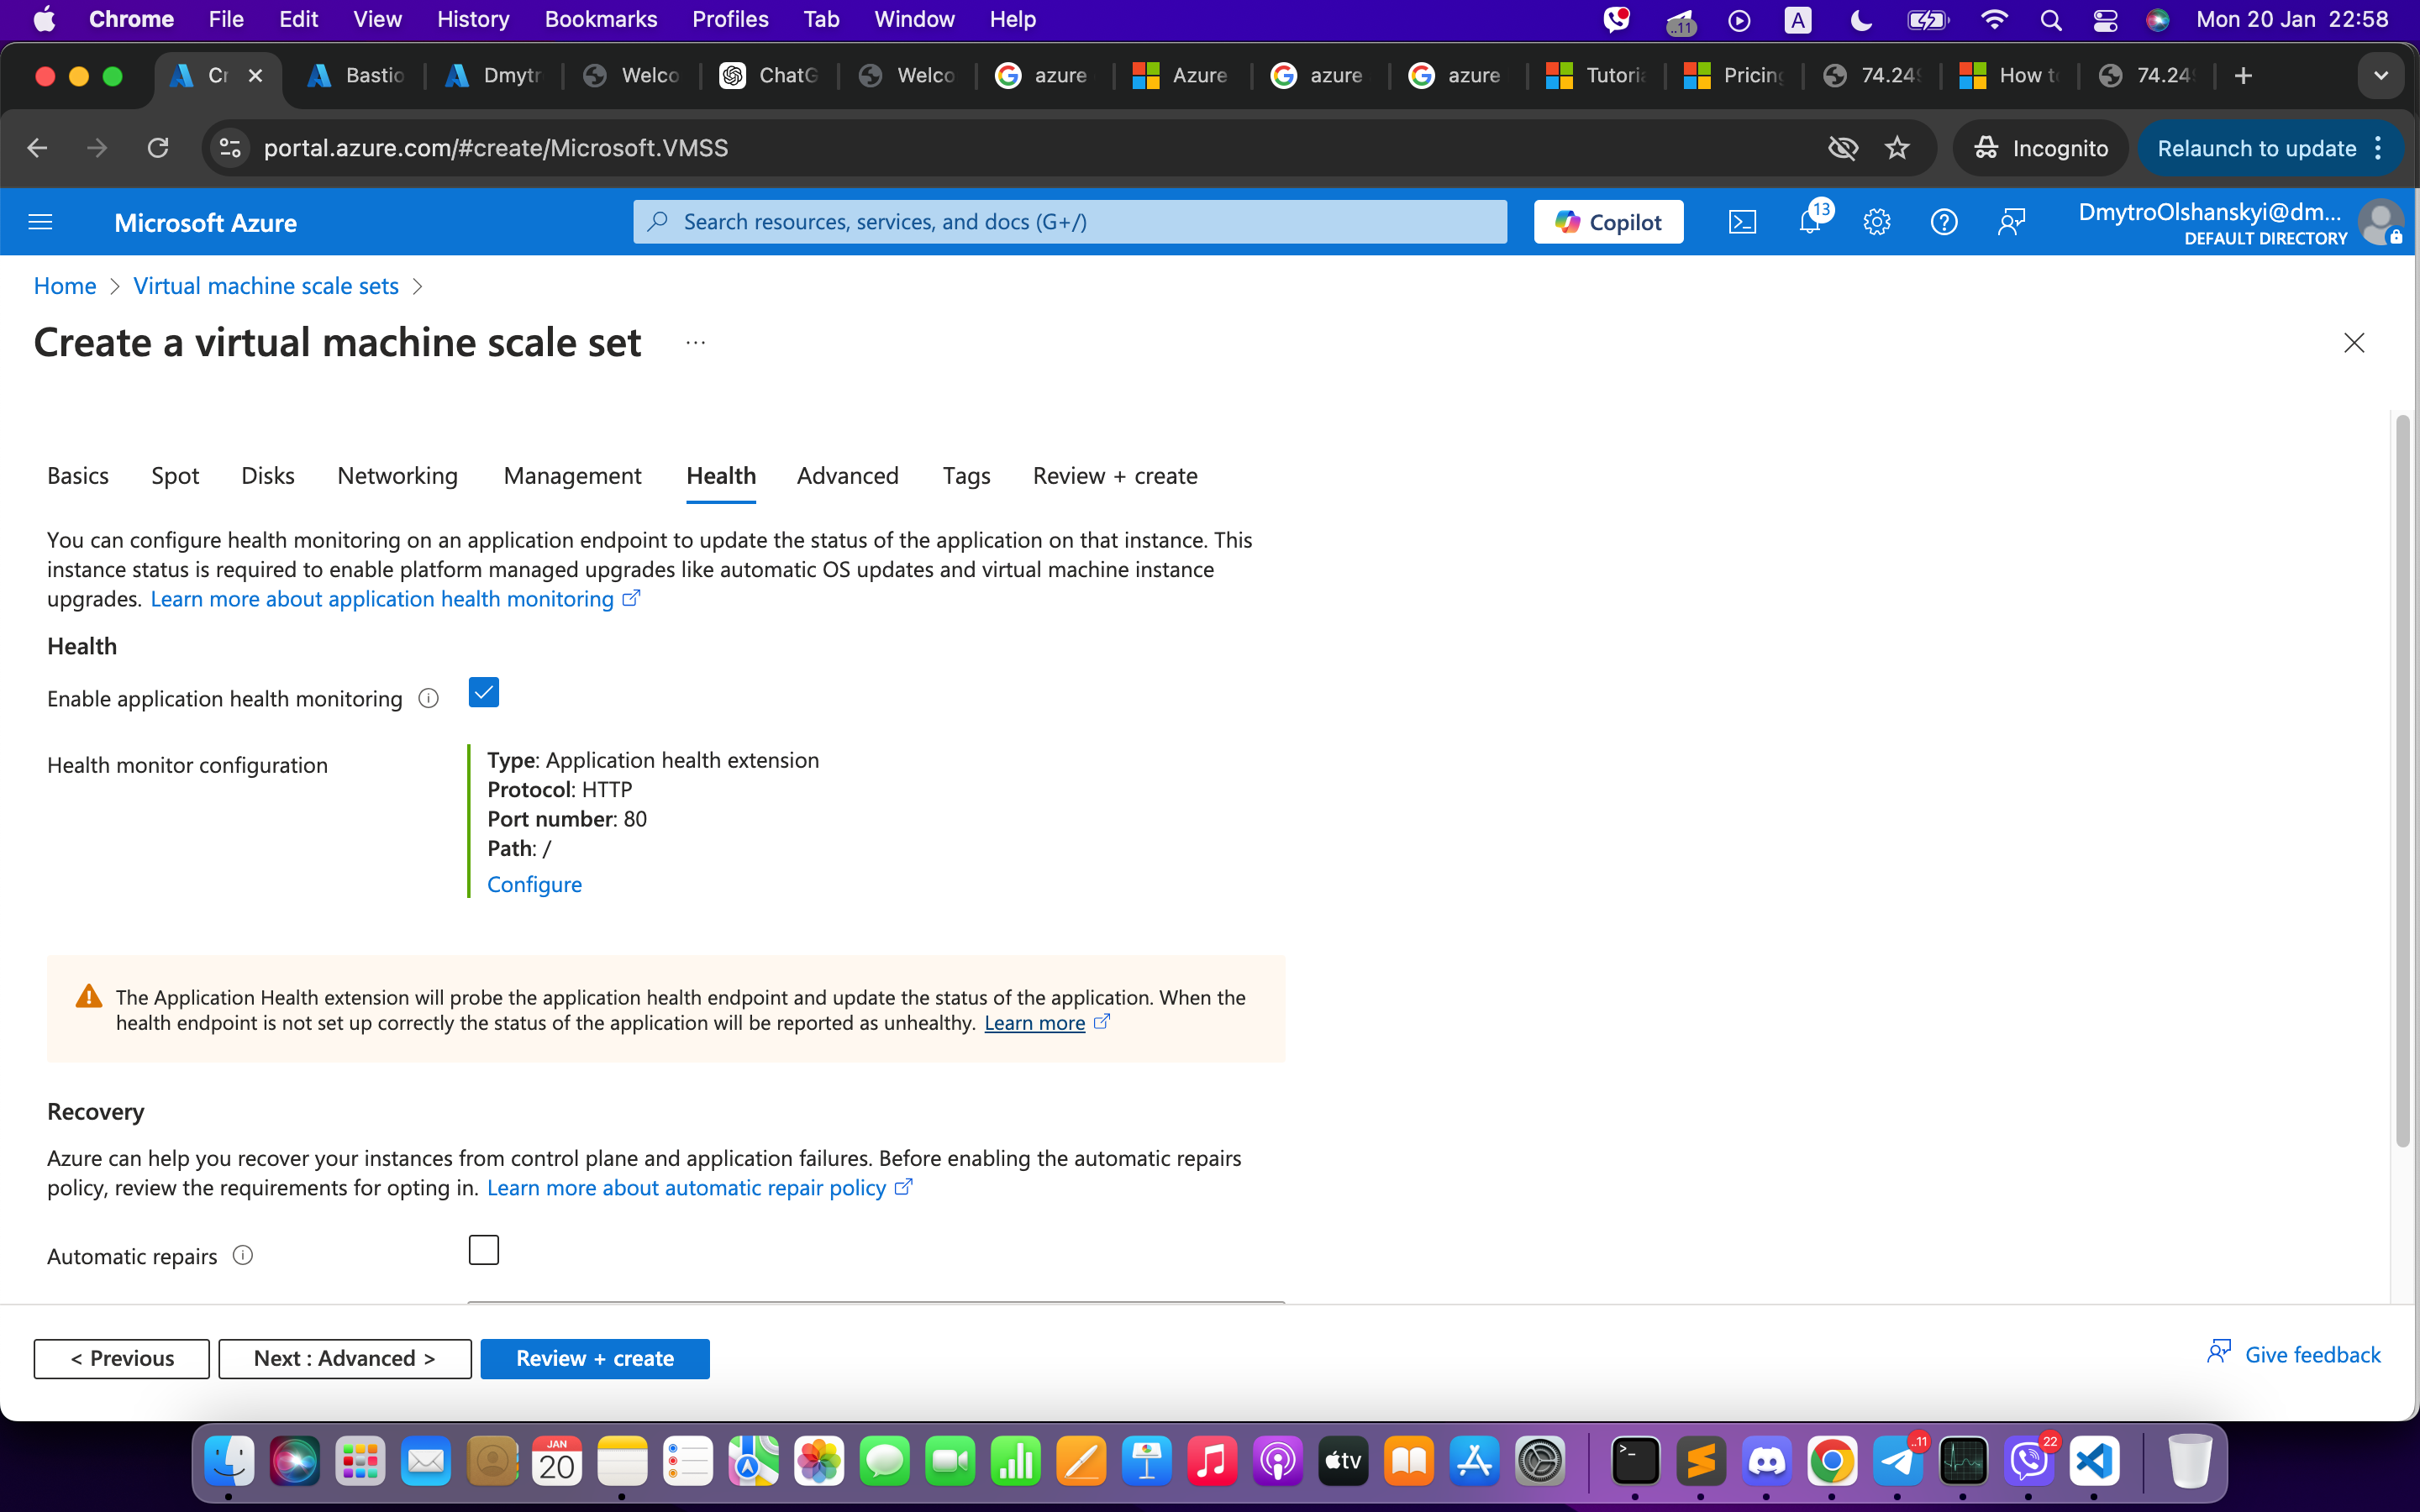 Chrome File Edit View History Bookmarks Profiles Tab Window Help ..11 A Mon 20 Jan 22:58
Cr Bastio Dmytr Welco ChatG Welco azure Azure azure azure Tutoria Pricing 74.249 How to 74.249
portal.azure.com/#create/Microsoft.VMSS Incognito Relaunch to update
Microsoft Azure Search resources, services, and docs (G+/) Copilot 13 DmytroOlshanskyi@dm...
DEFAULT DIRECTORY
Home > Virtual machine scale sets >
Create a virtual machine scale set ...
Basics Spot Disks Networking Management Health Advanced Tags Review + create
You can configure health monitoring on an application endpoint to update the status of the application on that instance. This
instance status is required to enable platform managed upgrades like automatic OS updates and virtual machine instance
upgrades. Learn more about application health monitoring
Health
Enable application health monitoring
Health monitor configuration
Type: Application health extension
Protocol: HTTP
Port number: 80
Path: /
Configure
The Application Health extension will probe the application health endpoint and update the status of the application. When the
health endpoint is not set up correctly the status of the application will be reported as unhealthy. Learn more
Recovery
Azure can help you recover your instances from control plane and application failures. Before enabling the automatic repairs
policy, review the requirements for opting in. Learn more about automatic repair policy
Automatic repairs
< Previous Next : Advanced > Review + create Give feedback
JAN
20
tv
..11
22